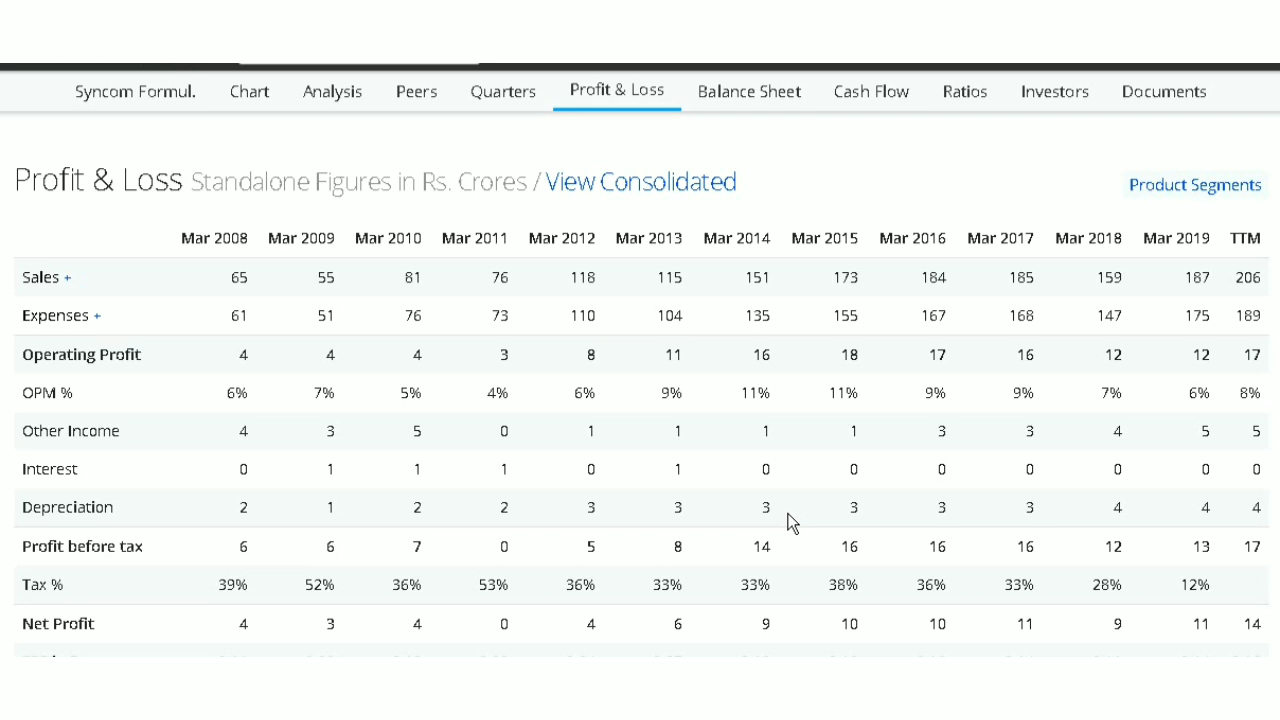 Syncom Formul. Chart Analysis Peers Quarters Profit & Loss Balance Sheet Cash Flow Ratios Investors Documents
Profit & Loss Standalone Figures in Rs. Crores / View Consolidated Product Segments
Mar 2008 Mar 2009 Mar 2010 Mar 2011 Mar 2012 Mar 2013 Mar 2014 Mar 2015 Mar 2016 Mar 2017 Mar 2018 Mar 2019 TTM
Sales + 65 55 81 76 118 115 151 173 184 185 159 187 206
Expenses + 61 51 76 73 110 104 135 155 167 168 147 175 189
Operating Profit 4 4 4 3 8 11 16 18 17 16 12 12 17
OPM % 6% 7% 5% 4% 6% 9% 11% 11% 9% 9% 7% 6% 8%
Other Income 4 3 5 0 1 1 1 1 3 3 4 5 5
Interest 0 1 1 1 0 1 0 0 0 0 0 0 0
Depreciation 2 1 2 2 3 3 3 3 3 3 4 4 4
Profit before tax 6 6 7 0 5 8 14 16 16 16 12 13 17
Tax % 39% 52% 36% 53% 36% 33% 33% 38% 36% 33% 28% 12%
Net Profit 4 3 4 0 4 6 9 10 10 11 9 11 14